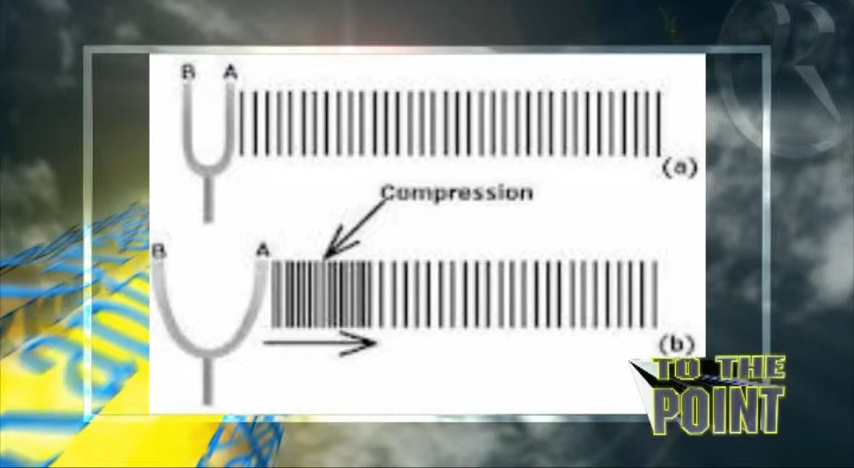 B A
(a)
Compression
B A
(b)
TO THE
POINT